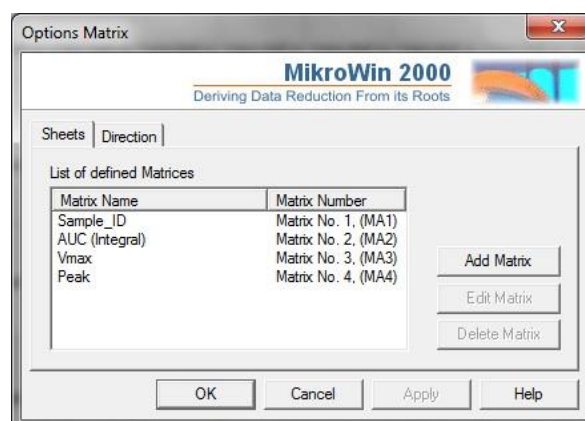 Options Matrix
MikroWin 2000
Deriving Data Reduction From its Roots
Sheets Direction
List of defined Matrices
Matrix Name Matrix Number
Sample_ID Matrix No. 1, (MA1)
AUC (Integral) Matrix No. 2, (MA2)
Vmax Matrix No. 3, (MA3)
Peak Matrix No. 4, (MA4)
Add Matrix
Edit Matrix
Delete Matrix
OK Cancel Apply Help